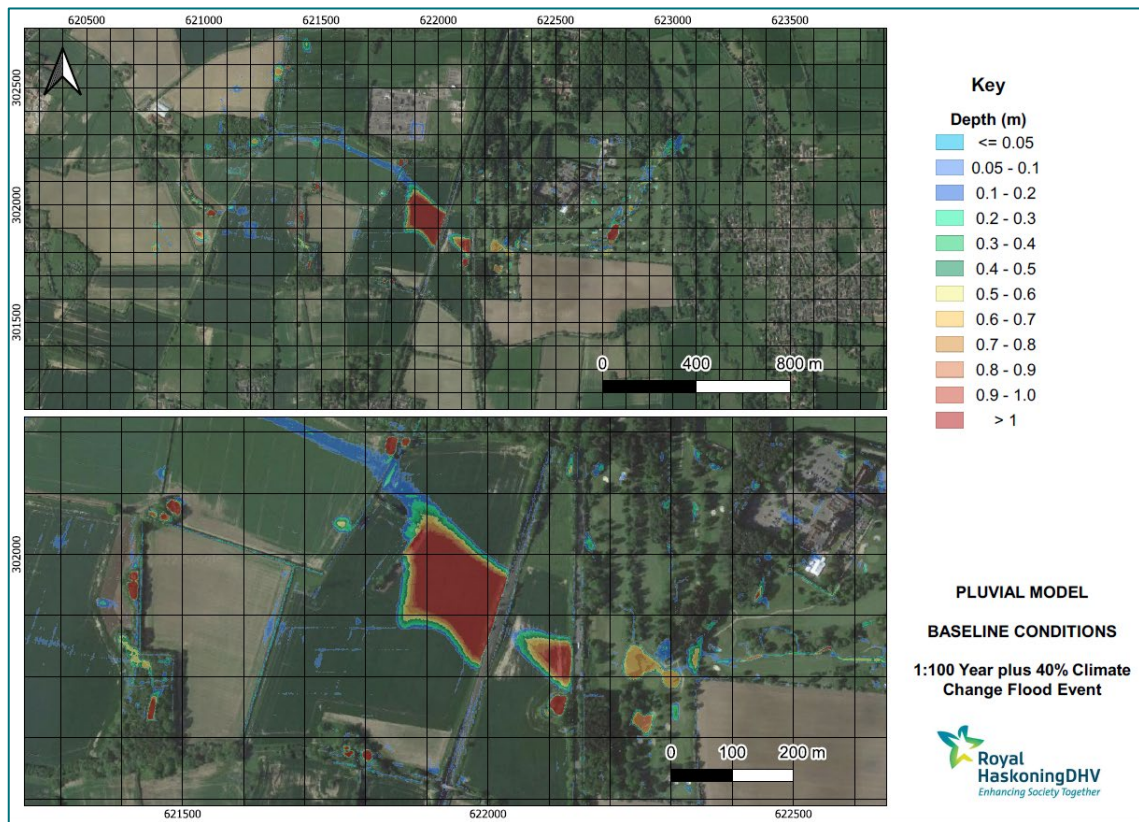 620500 621000 621500 622000 622500 623000 623500
302500
302000
301500
0 400 800 m
302000
302000
0 100 200 m
621500 622000 622500
Key
Depth (m)
<= 0.05
0.05 - 0.1
0.1 - 0.2
0.2 - 0.3
0.3 - 0.4
0.4 - 0.5
0.5 - 0.6
0.6 - 0.7
0.7 - 0.8
0.8 - 0.9
0.9 - 1.0
> 1
PLUVIAL MODEL
BASELINE CONDITIONS
1:100 Year plus 40% Climate
Change Flood Event
Royal
HaskoningDHV
Enhancing Society Together